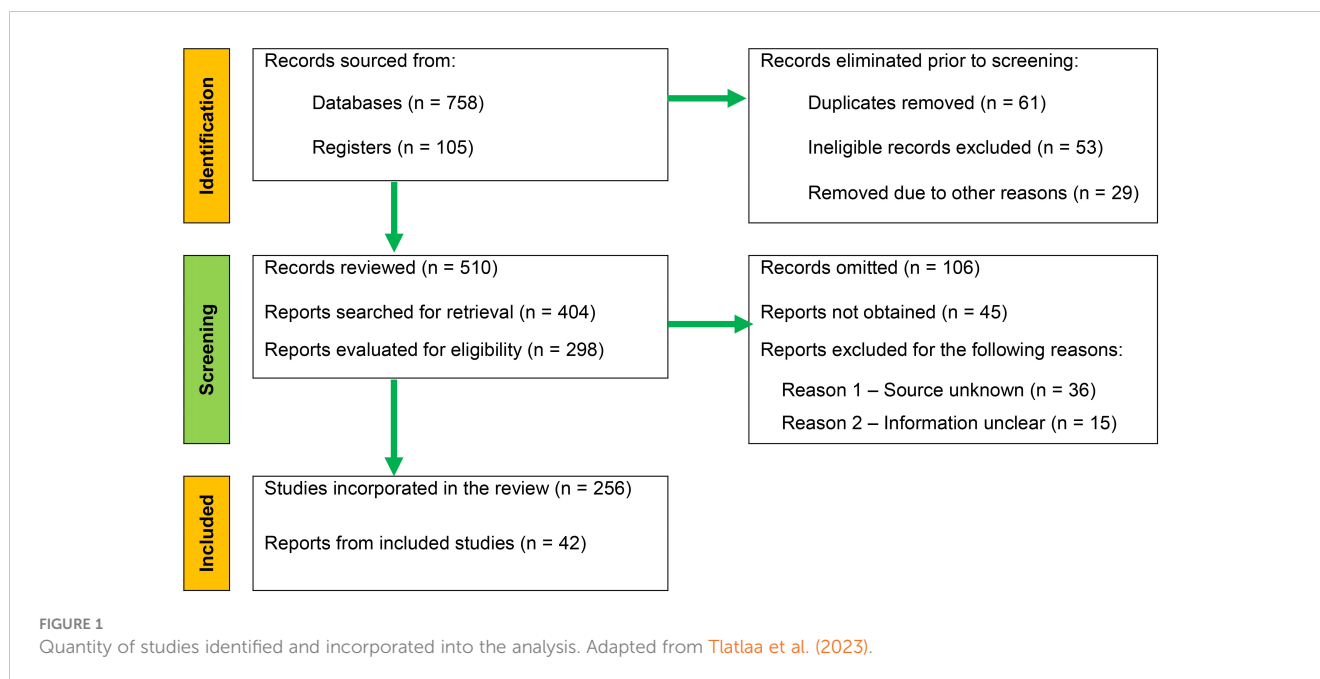 Identification
Records sourced from:
Databases (n = 758)
Registers (n = 105)
Records eliminated prior to screening:
Duplicates removed (n = 61)
Ineligible records excluded (n = 53)
Removed due to other reasons (n = 29)
Screening
Records reviewed (n = 510)
Reports searched for retrieval (n = 404)
Reports evaluated for eligibility (n = 298)
Records omitted (n = 106)
Reports not obtained (n = 45)
Reports excluded for the following reasons:
Reason 1 – Source unknown (n = 36)
Reason 2 – Information unclear (n = 15)
Included
Studies incorporated in the review (n = 256)
Reports from included studies (n = 42)
FIGURE 1
Quantity of studies identified and incorporated into the analysis. Adapted from Tlatlaa et al. (2023).